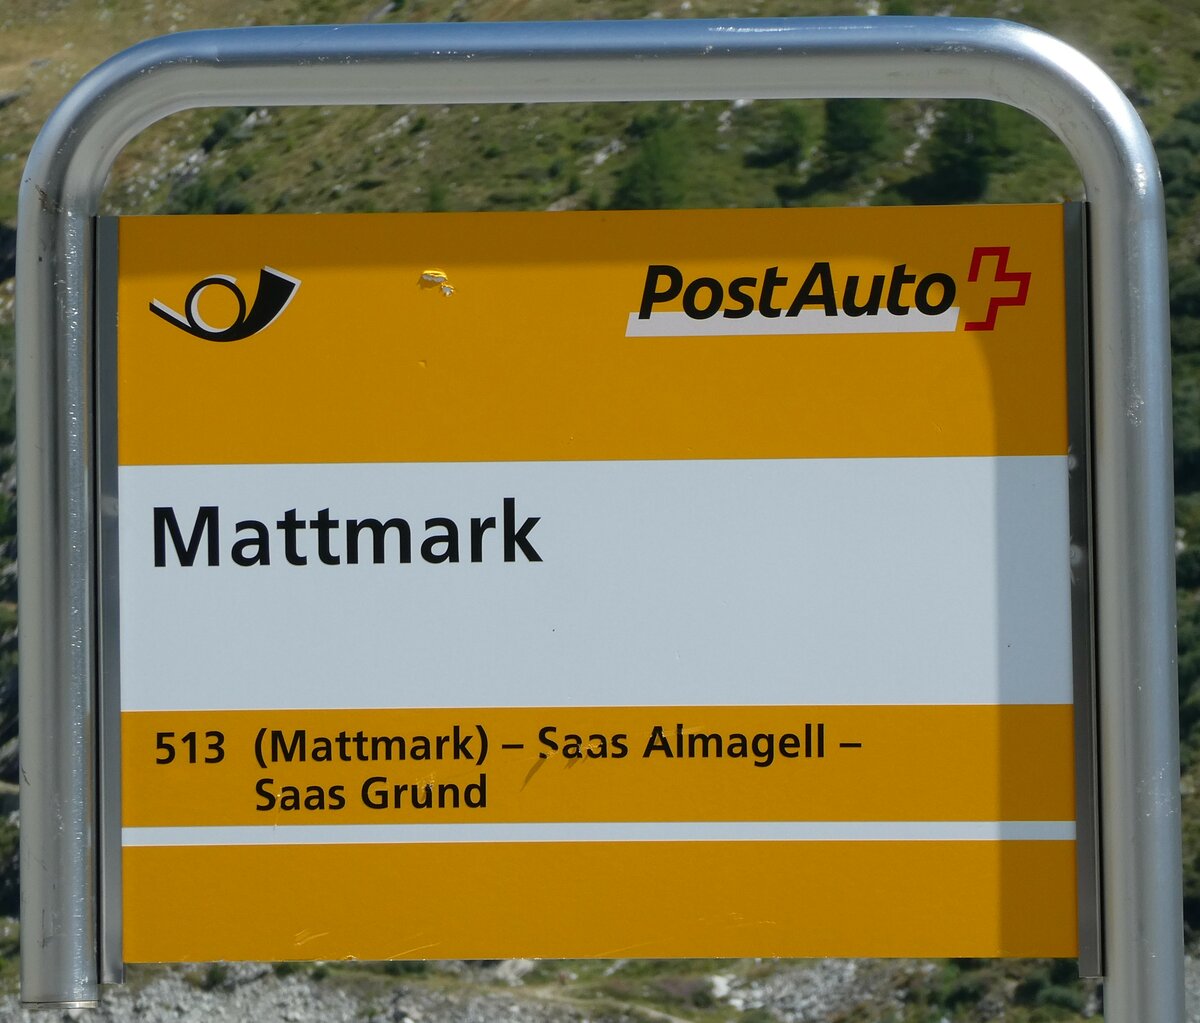 PostAuto
Mattmark
513 (Mattmark) – Saas Almagell –
Saas Grund